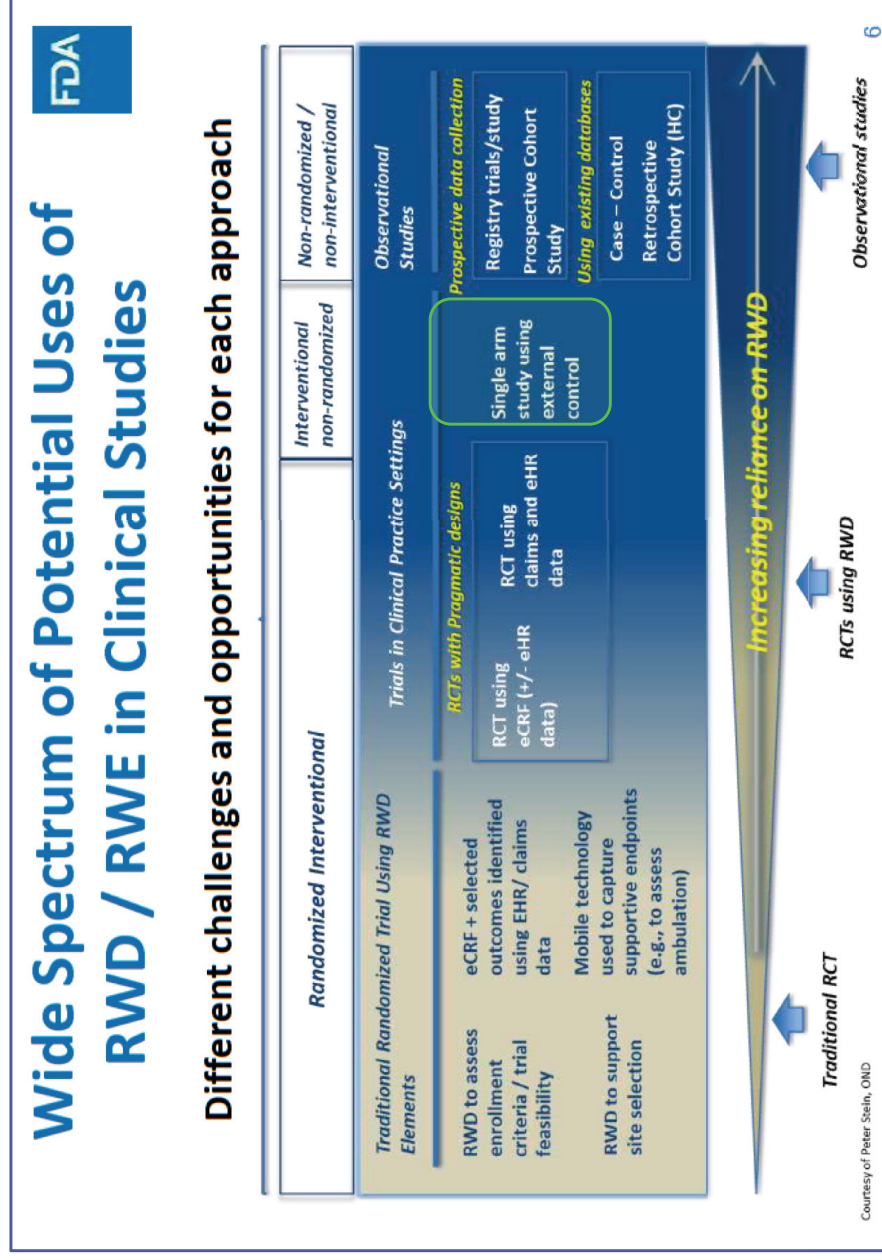 Wide Spectrum of Potential Uses of
RWD / RWE in Clinical Studies
FDA
Different challenges and opportunities for each approach
Randomized Interventional
Interventional
non-randomized
Non-randomized /
non-interventional
Traditional Randomized Trial Using RWD
Elements
Trials in Clinical Practice Settings
Observational
Studies
RWD to assess
enrollment
criteria / trial
feasibility
RWD to support
site selection
eCRF + selected
outcomes identified
using EHR/ claims
data
Mobile technology
used to capture
supportive endpoints
(e.g., to assess
ambulation)
RCTs with Pragmatic designs
RCT using
eCRF (+/- eHR
data)
RCT using
claims and eHR
data
Single arm
study using
external
control
Prospective data collection
Registry trials/study
Prospective Cohort
Study
Using existing databases
Case – Control
Retrospective
Cohort Study (HC)
Increasing reliance on RWD
Traditional RCT
RCTs using RWD
Observational studies
Courtesy of Peter Stein, OND
6